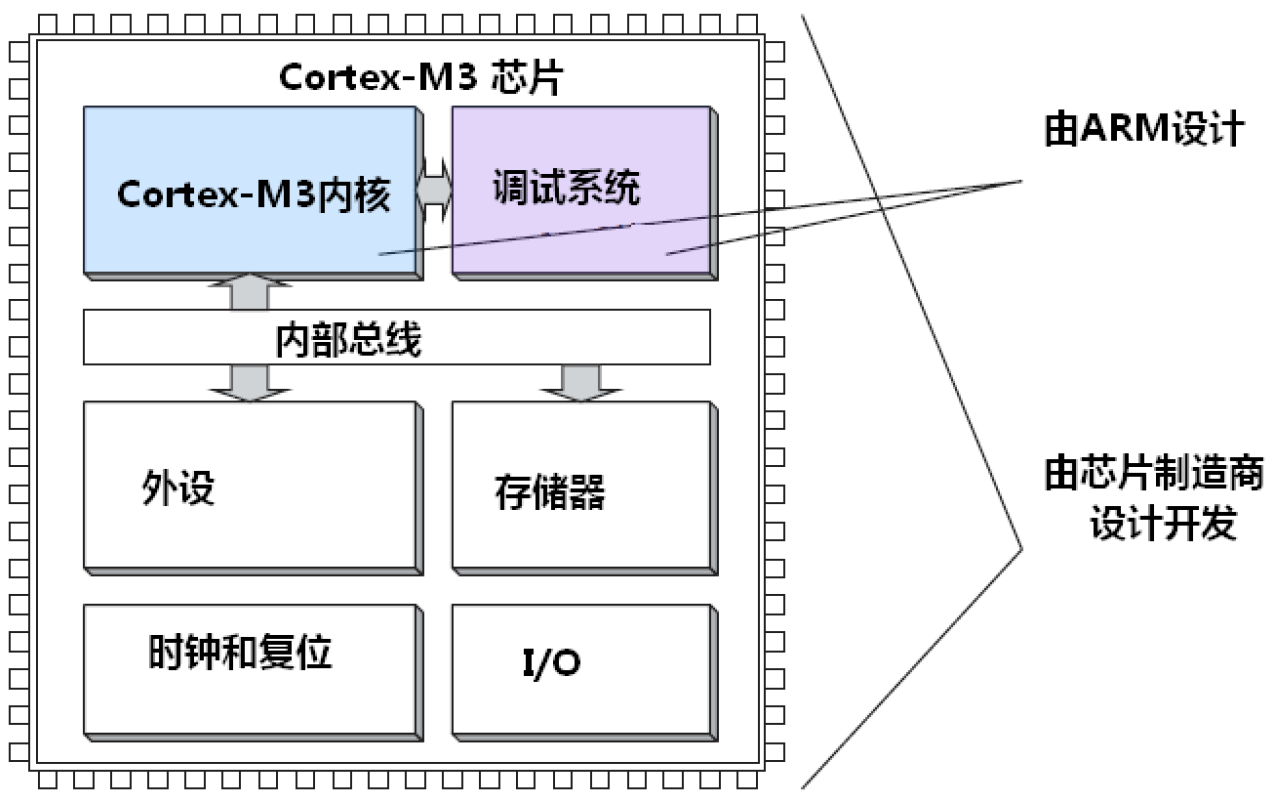 Cortex-M3 芯片
Cortex-M3内核
调试系统
由ARM设计
内部总线
外设
存储器
由芯片制造商
设计开发
时钟和复位
I/O